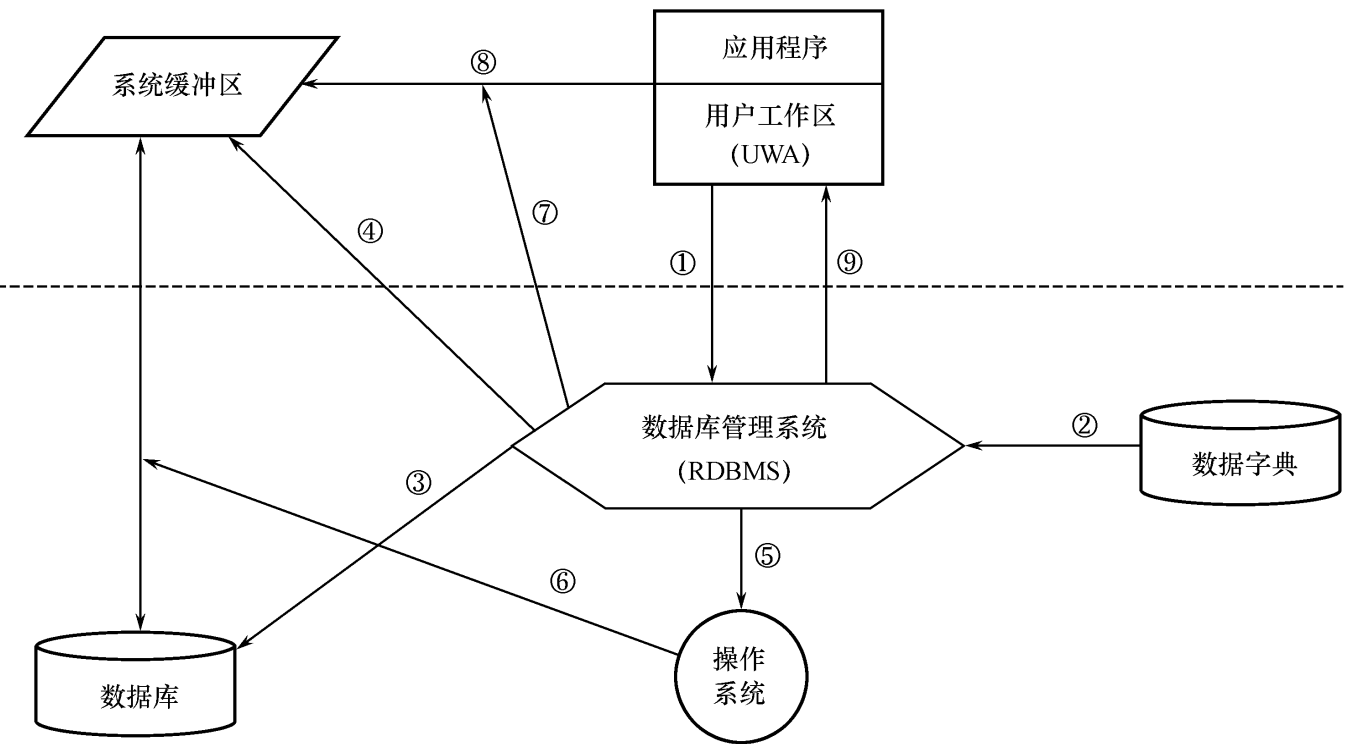 应用程序
⑧
系统缓冲区
用户工作区
(UWA)
④
⑦
①
⑨
数据库管理系统
(RDBMS)
②
数据字典
③
⑤
⑥
操作
系统
数据库